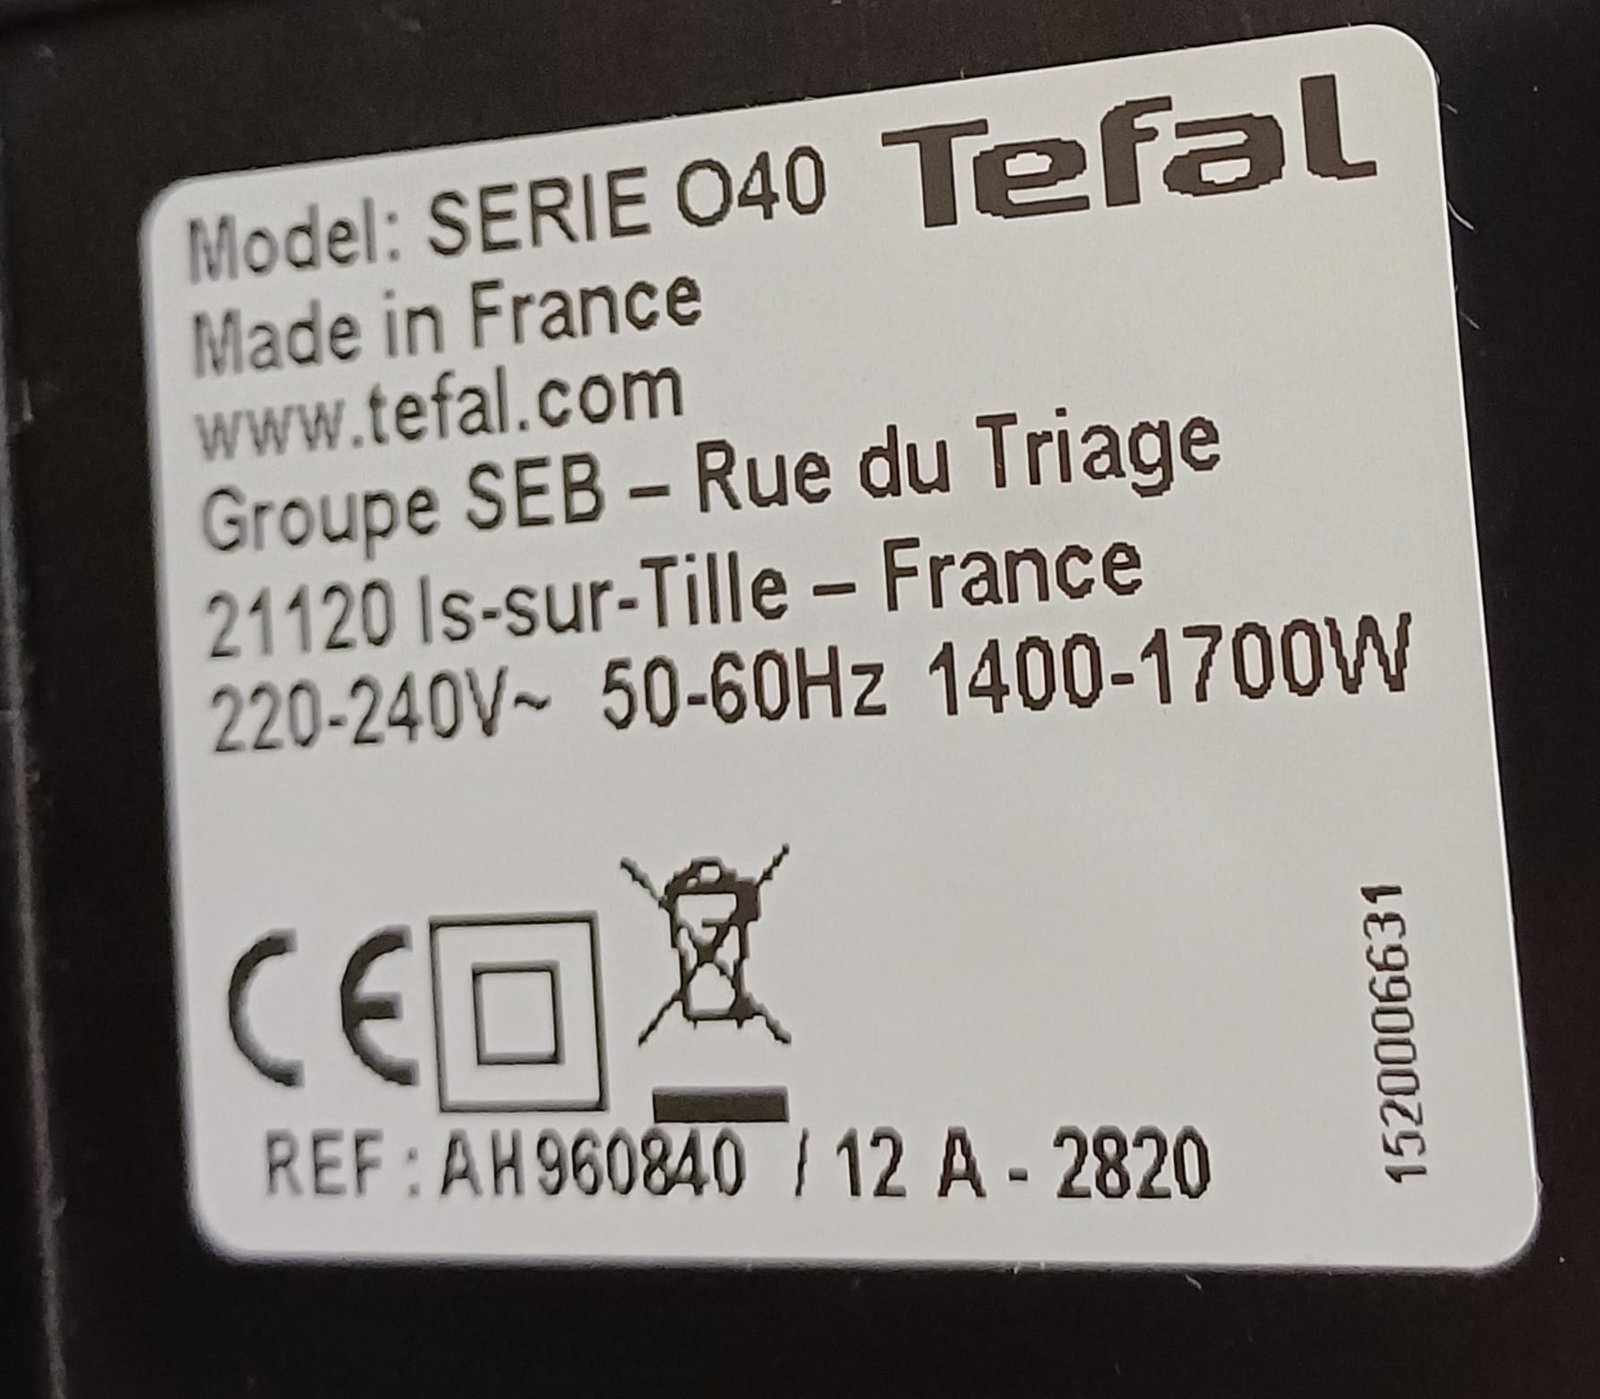 Tefal
Model: SERIE O40
Made in France
www.tefal.com
Groupe SEB – Rue du Triage
21120 Is-sur-Tille – France
220-240V~ 50-60Hz 1400-1700W
CE
REF : AH960840 / 12 A - 2820
1520006631